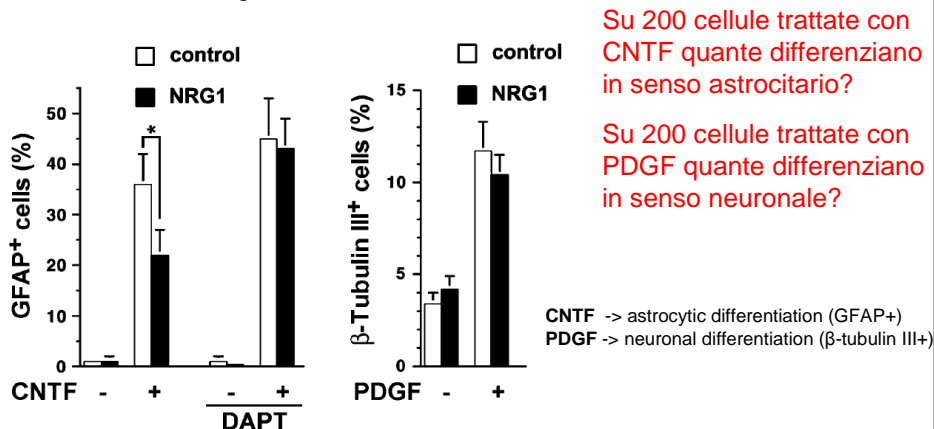 Su 200 cellule trattate con
CNTF quante differenziano
in senso astrocitario?
Su 200 cellule trattate con
PDGF quante differenziano
in senso neuronale?
control
NRG1
GFAP+ cells (%)
50
40
30
20
10
0
*
CNTF - + - +
DAPT
control
NRG1
β-Tubulin III+ cells (%)
15
10
5
0
PDGF - +
CNTF -> astrocytic differentiation (GFAP+)
PDGF -> neuronal differentiation (β-tubulin III+)